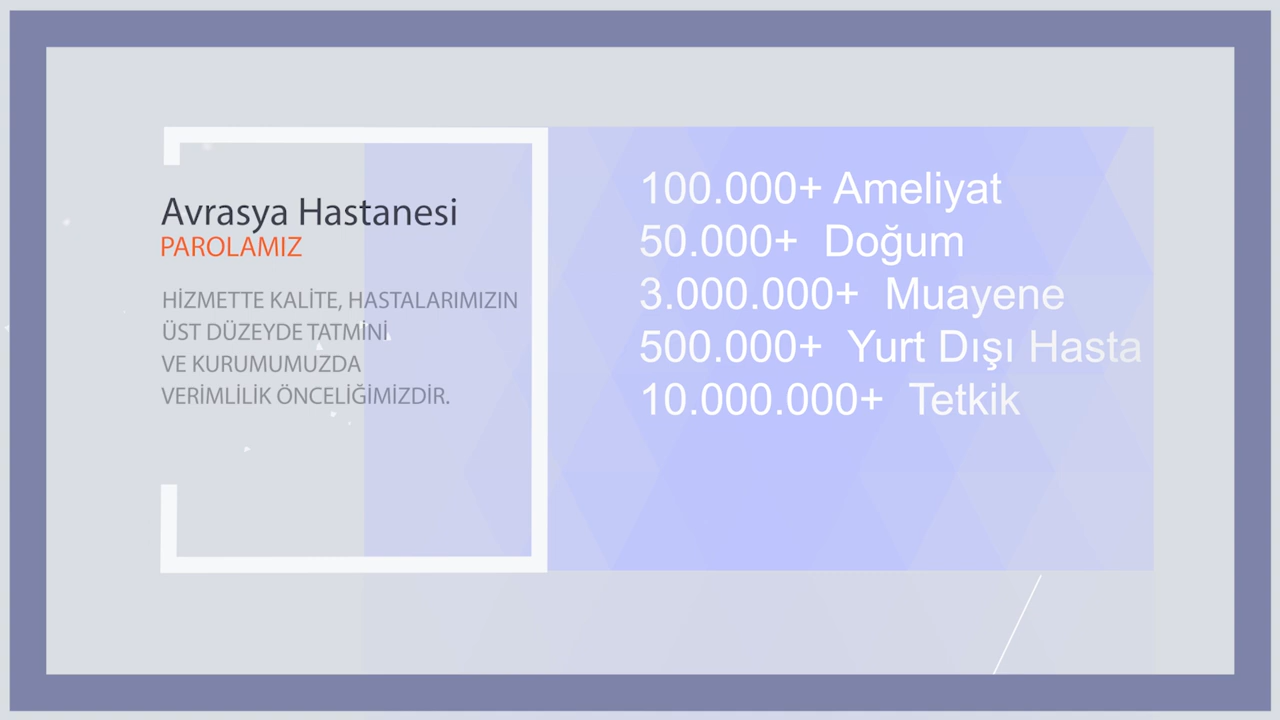 Avrasya Hastanesi
PAROLAMIZ
HİZMETTE KALİTE, HASTALARIMIZIN
ÜST DÜZEYDE TATMİNİ
VE KURUMUMUZDA
VERİMLİLİK ÖNCELİĞİMİZDİR.
100.000+ Ameliyat
50.000+ Doğum
3.000.000+ Muayene
500.000+ Yurt Dışı Hasta
10.000.000+ Tetkik